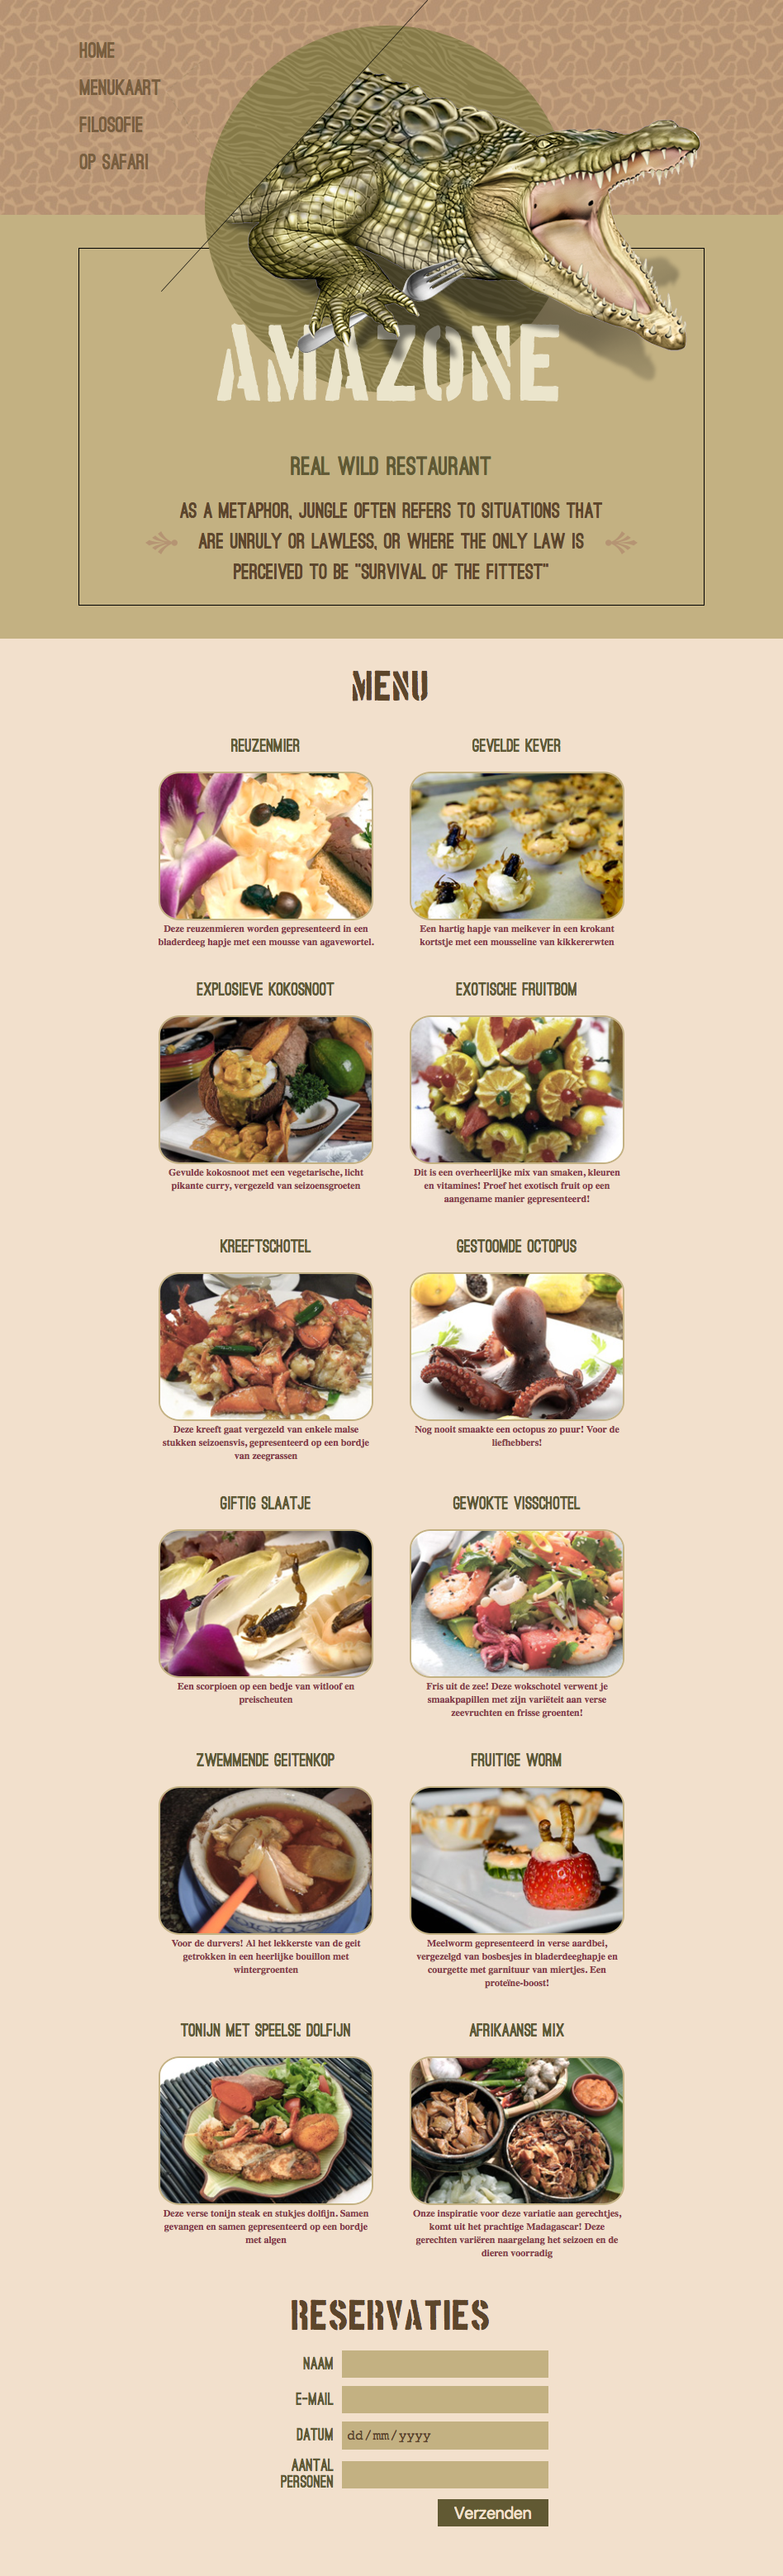 HOME
MENUKAART
FILOSOFIE
OP SAFARI
AMAZONE
REAL WILD RESTAURANT
AS A METAPHOR, JUNGLE OFTEN REFERS TO SITUATIONS THAT
ARE UNRULY OR LAWLESS, OR WHERE THE ONLY LAW IS
PERCEIVED TO BE "SURVIVAL OF THE FITTEST"
MENU
REUZENMIER
Deze reuzenmieren worden gepresenteerd in een
bladerdeeg hapje met een mousse van agavewortel.
GEVELDE KEVER
Een hartig hapje van meikever in een krokant
kortstje met een mousseline van kikkererwten
EXPLOSIEVE KOKOSNOOT
Gevulde kokosnoot met een vegetarische, licht
pikante curry, vergezeld van seizoensgroeten
EXOTISCHE FRUITBOM
Dit is een overheerlijke mix van smaken, kleuren
en vitamines! Proef het exotisch fruit op een
aangename manier gepresenteerd!
KREEFTSCHOTEL
Deze kreeft gaat vergezeld van enkele malse
stukken seizoensvis, gepresenteerd op een bordje
van zeegrassen
GESTOOMDE OCTOPUS
Nog nooit smaakte een octopus zo puur! Voor de
liefhebbers!
GIFTIG SLAATJE
Een scorpioen op een bedje van witloof en
preischeuten
GEWOKTE VISSCHOTEL
Fris uit de zee! Deze wokschotel verwent je
smaakpapillen met zijn variëteit aan verse
zeevruchten en frisse groenten!
ZWEMMENDE GEITENKOP
Voor de durvers! Al het lekkerste van de geit
getrokken in een heerlijke bouillon met
wintergroenten
FRUITIGE WORM
Meelworm gepresenteerd in verse aardbei,
vergezelgd van bosbesjes in bladerdeeghapje en
courgette met garnituur van miertjes. Een
proteïne-boost!
TONIJN MET SPEELSE DOLFIJN
Deze verse tonijn steak en stukjes dolfijn. Samen
gevangen en samen gepresenteerd op een bordje
met algen
AFRIKAANSE MIX
Onze inspiratie voor deze variatie aan gerechtjes,
komt uit het prachtige Madagascar! Deze
gerechten variëren naargelang het seizoen en de
dieren voorradig
RESERVATIES
NAAM
E-MAIL
DATUM dd/mm/yyyy
AANTAL
PERSONEN
Verzenden